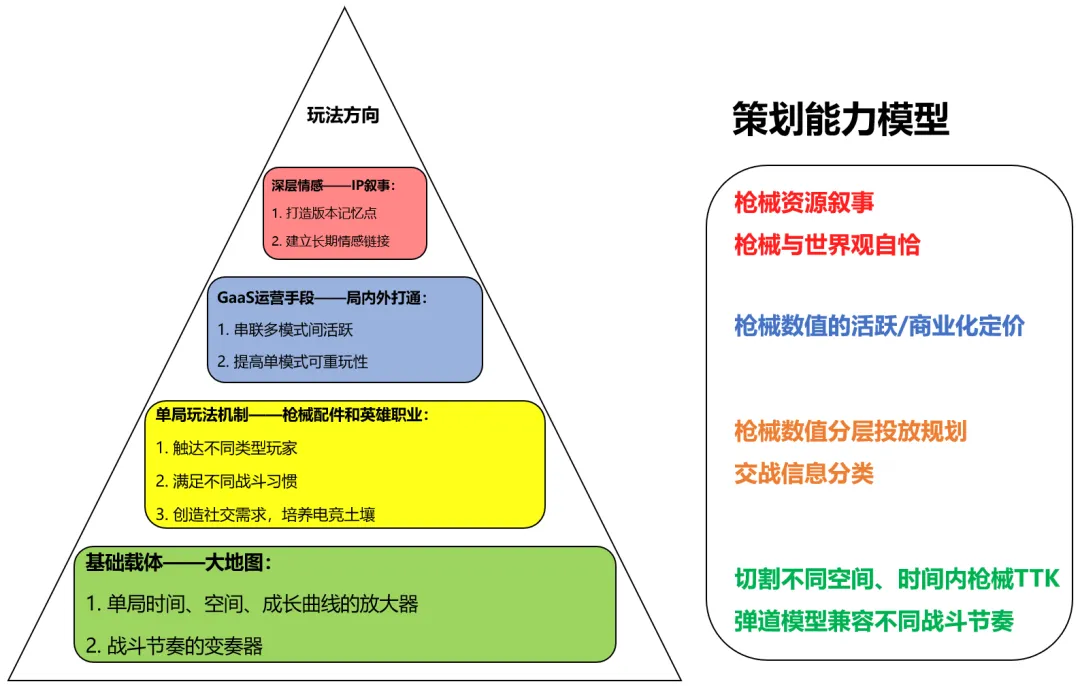 玩法方向
深层情感——IP叙事：
1. 打造版本记忆点
2. 建立长期情感链接
GaaS运营手段——局内外打通：
1. 串联多模式间活跃
2. 提高单模式可重玩性
单局玩法机制——枪械配件和英雄职业：
1. 触达不同类型玩家
2. 满足不同战斗习惯
3. 创造社交需求，培养电竞土壤
基础载体——大地图：
1. 单局时间、空间、成长曲线的放大器
2. 战斗节奏的变奏器
策划能力模型
枪械资源叙事
枪械与世界观自恰
枪械数值的活跃/商业化定价
枪械数值分层投放规划
交战信息分类
切割不同空间、时间内枪械TTK
弹道模型兼容不同战斗节奏